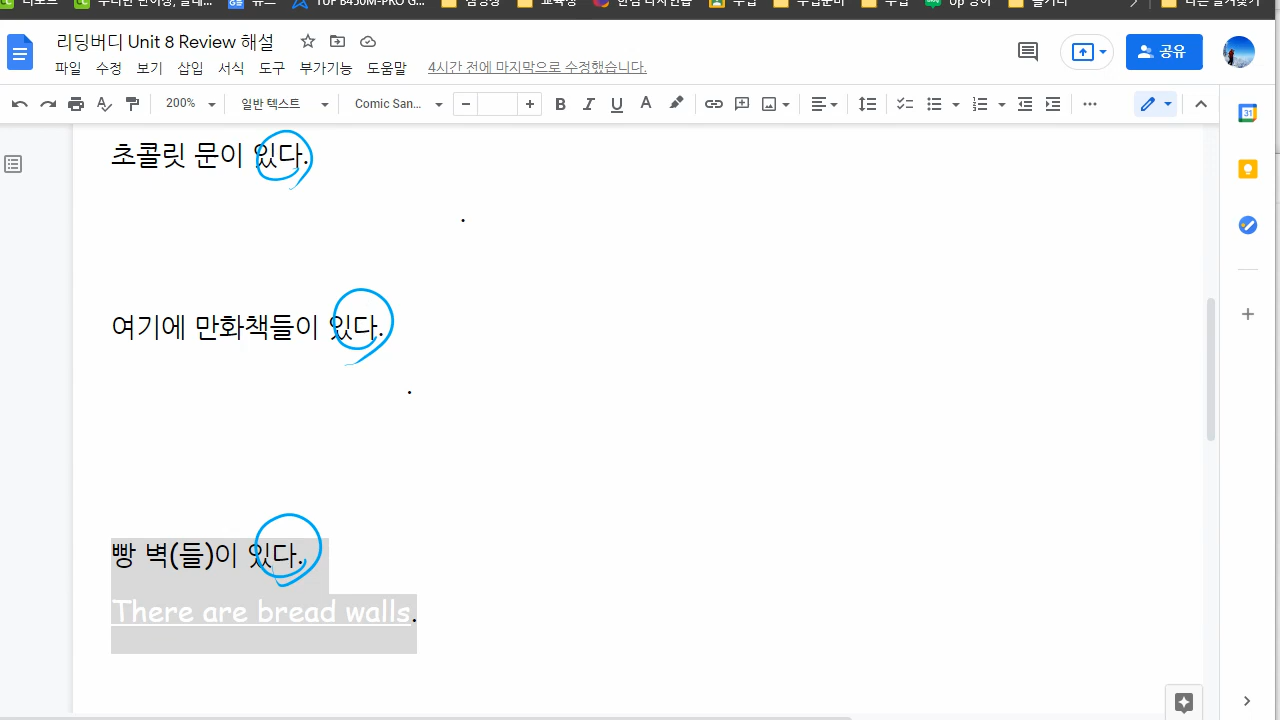 리딩버디 Unit 8 Review 해설
파일 수정 보기 삽입 서식 도구 부가기능 도움말 4시간 전에 마지막으로 수정했습니다.
공유
200% 일반 텍스트 Comic San... B I U A
31
초콜릿 문이 있다.
.
여기에 만화책들이 있다.
.
빵 벽(들)이 있다.
There are bread walls.